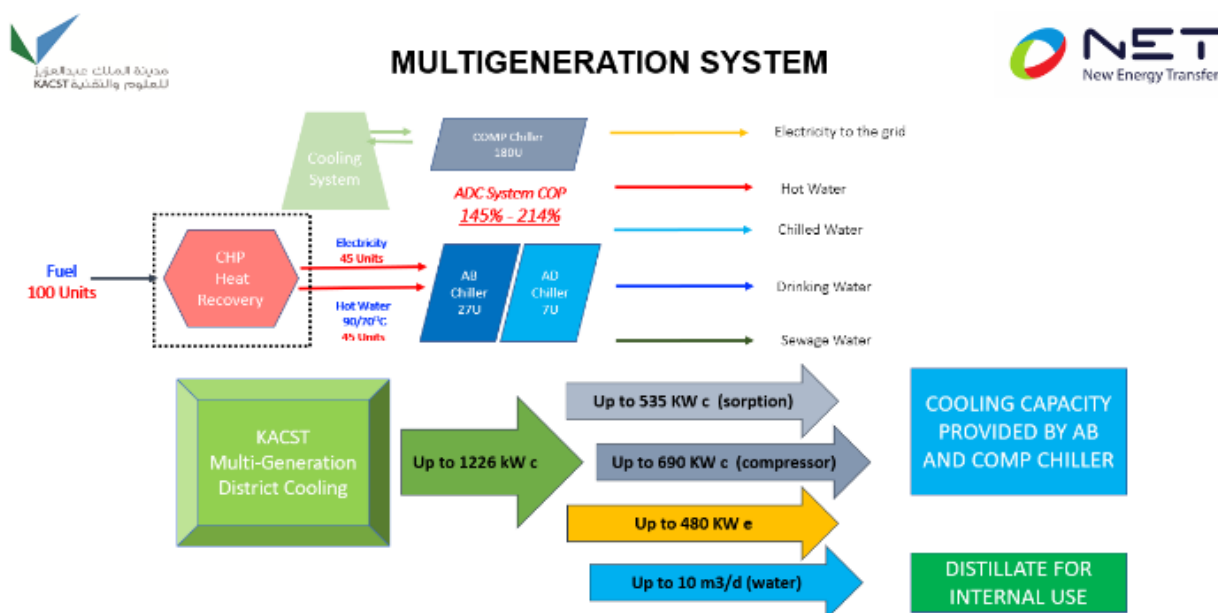 مدينة الملك عبدالعزيز
للعلوم والتقنية KACST
MULTIGENERATION SYSTEM
NET
New Energy Transfer
Cooling
System
COMP Chiller
180U
ADC System COP
145% - 214%
Electricity to the grid
Hot Water
Chilled Water
Drinking Water
Sewage Water
Fuel
100 Units
CHP
Heat
Recovery
Electricity
45 Units
Hot Water
90/70°C
45 Units
AB
Chiller
27U
AD
Chiller
7U
KACST
Multi-Generation
District Cooling
Up to 1226 kW c
Up to 535 KW c (sorption)
Up to 690 KW c (compressor)
Up to 480 KW e
Up to 10 m3/d (water)
COOLING CAPACITY
PROVIDED BY AB
AND COMP CHILLER
DISTILLATE FOR
INTERNAL USE